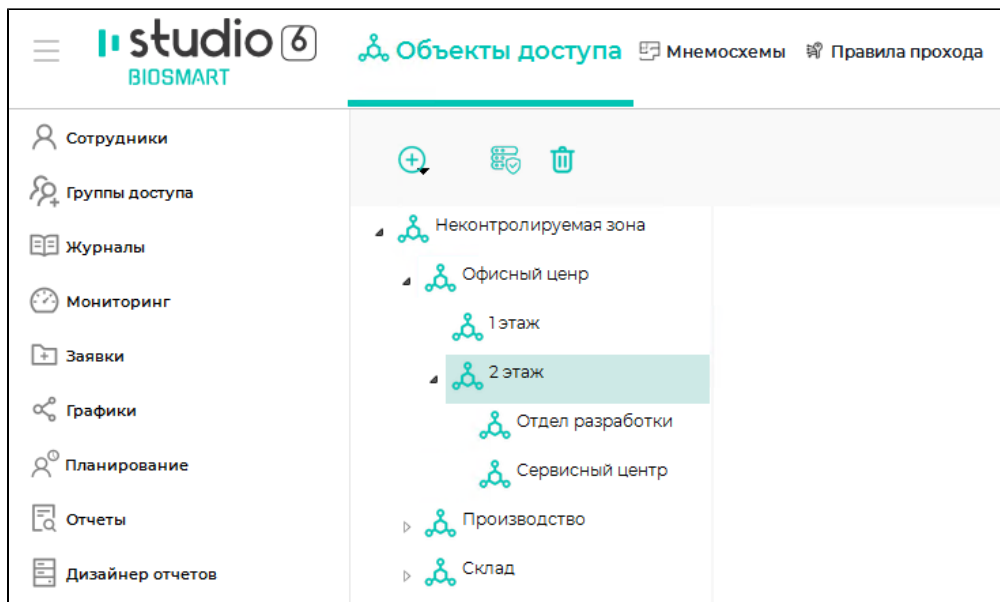 studio 6
BIOSMART
Объекты доступа
Мнемосхемы
Правила прохода
Сотрудники
Группы доступа
Журналы
Мониторинг
Заявки
Графики
Планирование
Отчеты
Дизайнер отчетов
Неконтролируемая зона
Офисный ценр
1 этаж
2 этаж
Отдел разработки
Сервисный центр
Производство
Склад